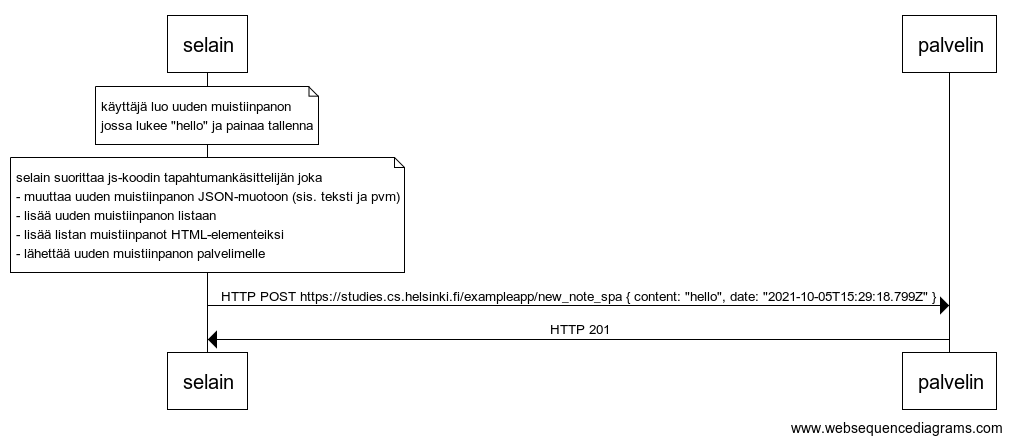 selain
palvelin
käyttäjä luo uuden muistiinpanon
jossa lukee "hello" ja painaa tallenna
selain suorittaa js-koodin tapahtumankäsittelijän joka
- muuttaa uuden muistiinpanon JSON-muotoon (sis. teksti ja pvm)
- lisää uuden muistiinpanon listaan
- lisää listan muistiinpanot HTML-elementeiksi
- lähettää uuden muistiinpanon palvelimelle
HTTP POST https://studies.cs.helsinki.fi/exampleapp/new_note_spa { content: "hello", date: "2021-10-05T15:29:18.799Z" }
HTTP 201
selain
palvelin
www.websequencediagrams.com